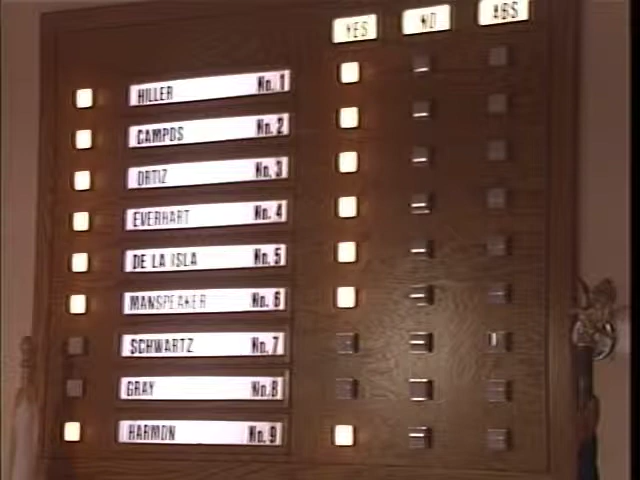 YES NO ABS
HILLER No. 1
CAMPOS No. 2
ORTIZ No. 3
EVERHART No. 4
DE LA ISLA No. 5
MANSPEAKER No. 6
SCHWARTZ No. 7
GRAY No. 8
HARMON No. 9